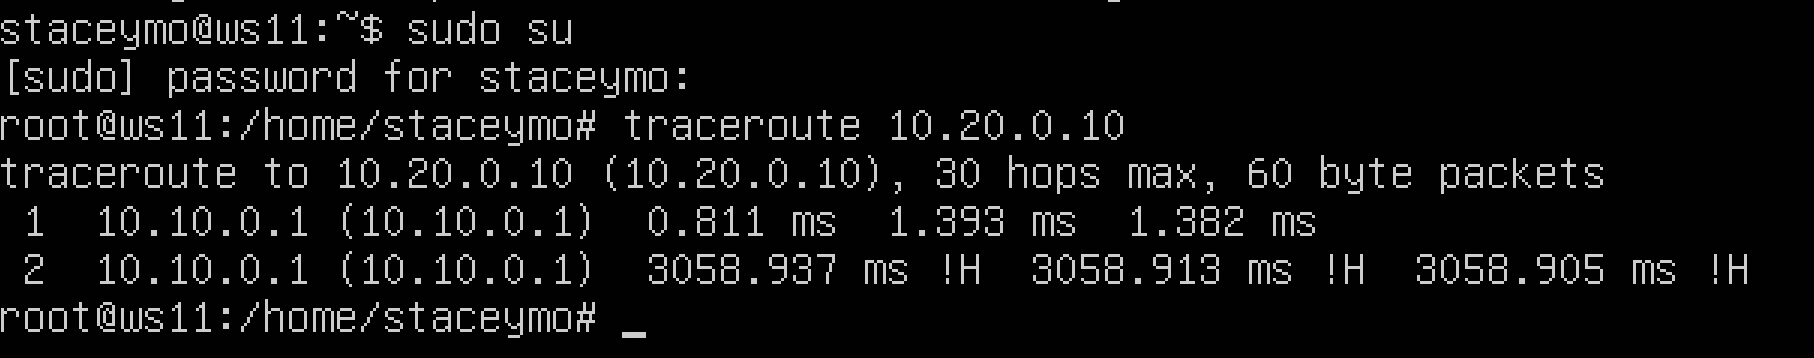 staceymo@ws11:~$ sudo su
[sudo] password for staceymo:
root@ws11:/home/staceymo# traceroute 10.20.0.10
traceroute to 10.20.0.10 (10.20.0.10), 30 hops max, 60 byte packets
 1  10.10.0.1 (10.10.0.1)  0.811 ms  1.393 ms  1.382 ms
 2  10.10.0.1 (10.10.0.1)  3058.937 ms !H  3058.913 ms !H  3058.905 ms !H
root@ws11:/home/staceymo# _